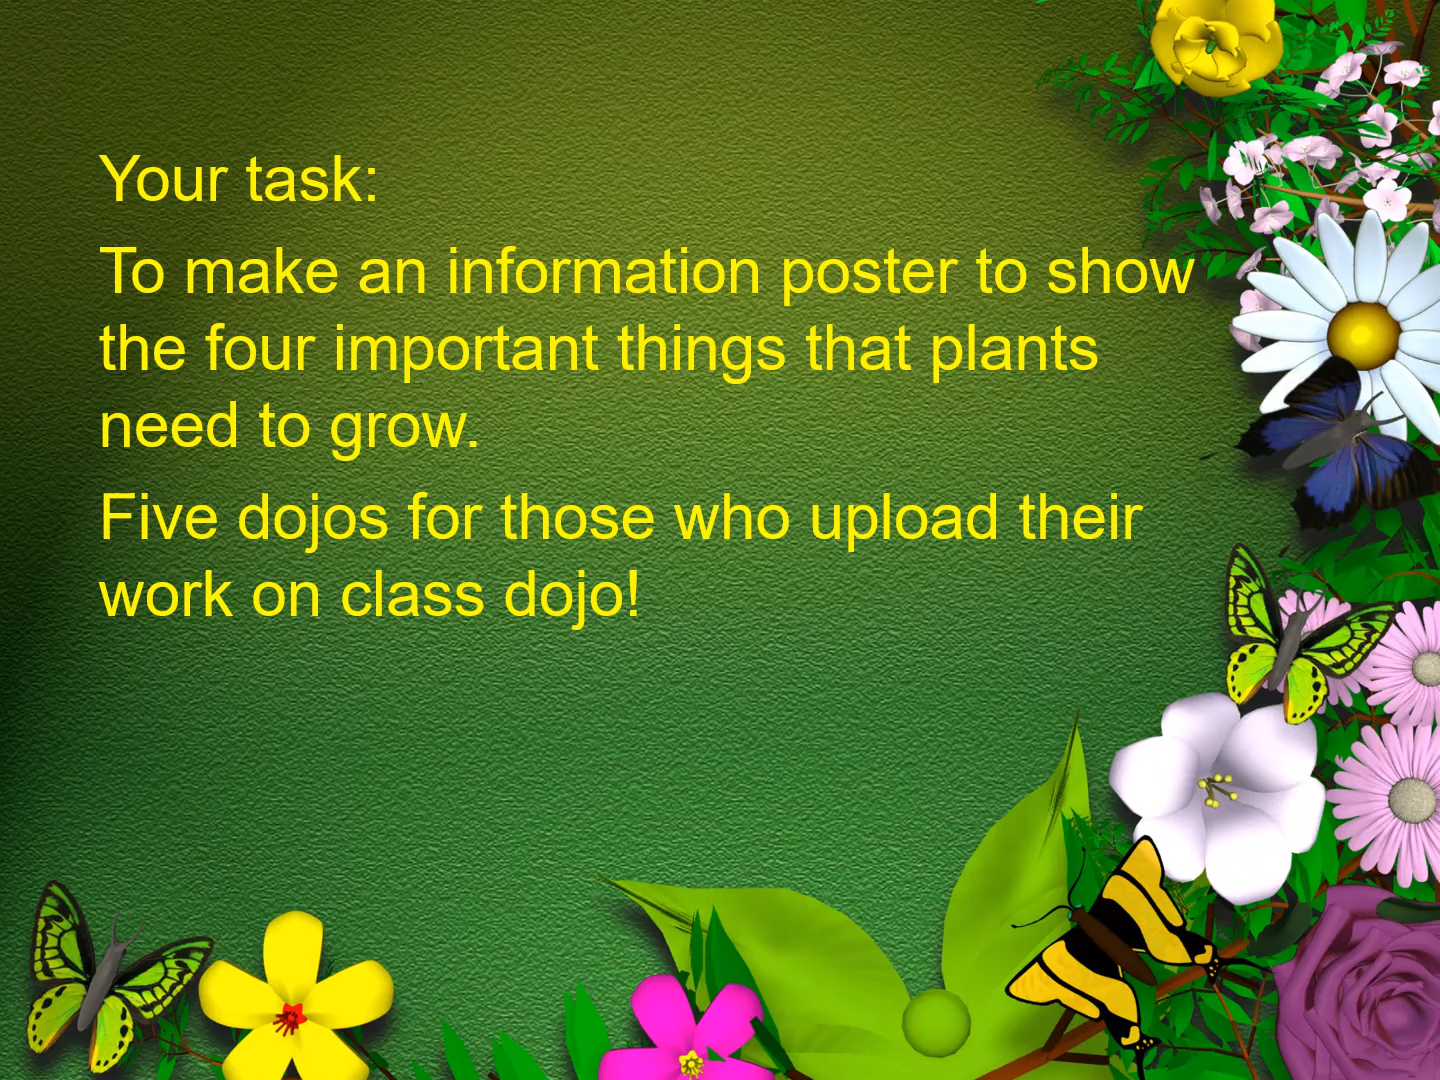 Your task:
To make an information poster to show
the four important things that plants
need to grow.
Five dojos for those who upload their
work on class dojo!